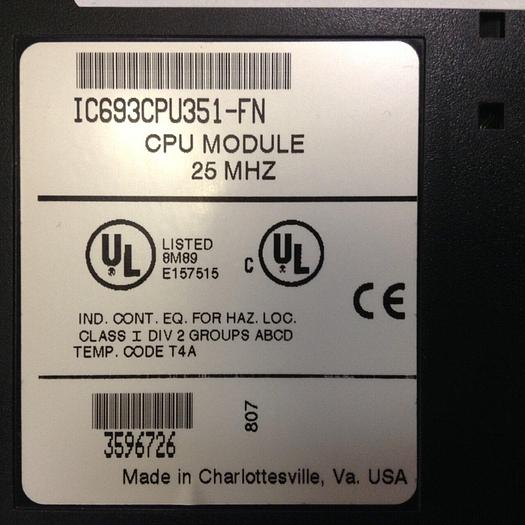 IC693CPU351-FN
CPU MODULE
25 MHZ
UL
®
LISTED
8M89
E157515
C
UL
®
CE
IND. CONT. EQ. FOR HAZ. LOC.
CLASS I DIV 2 GROUPS ABCD
TEMP. CODE T4A
3596726
807
Made in Charlottesville, Va. USA